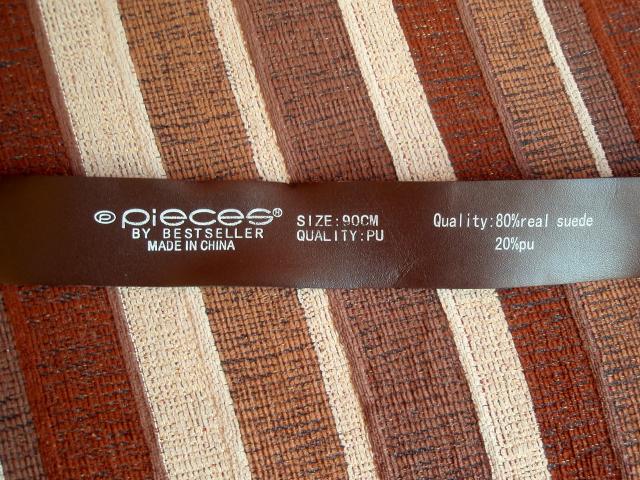 pieces®
BY BESTSELLER
MADE IN CHINA
SIZE:90CM
QUALITY:PU
Quality:80%real suede
20%pu